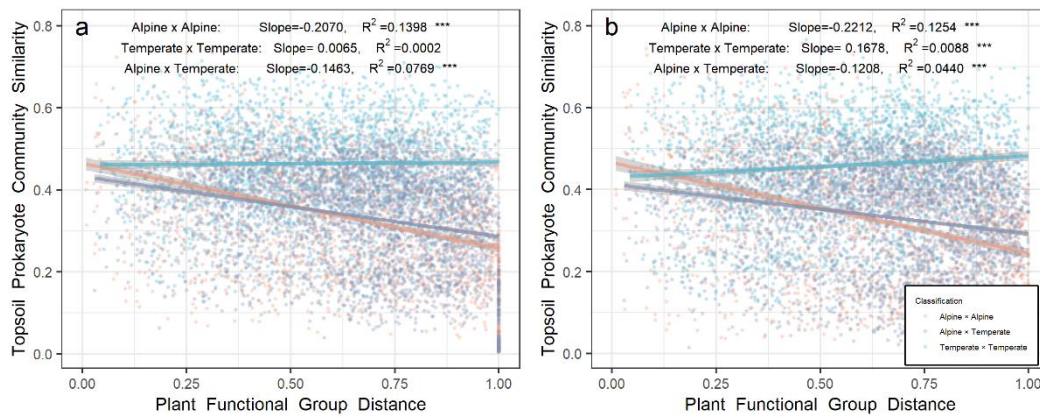 a
Alpine x Alpine: Slope=-0.2070, R² =0.1398 ***
Temperate x Temperate: Slope= 0.0065, R² =0.0002
Alpine x Temperate: Slope=-0.1463, R² =0.0769 ***
Topsoil Prokaryote Community Similarity
0.8
0.6
0.4
0.2
0.0
0.00 0.25 0.50 0.75 1.00
Plant Functional Group Distance
b
Alpine x Alpine: Slope=-0.2212, R² =0.1254 ***
Temperate x Temperate: Slope= 0.1678, R² =0.0088 ***
Alpine x Temperate: Slope=-0.1208, R² =0.0440 ***
Topsoil Prokaryote Community Similarity
0.8
0.6
0.4
0.2
0.0
0.00 0.25 0.50 0.75 1.00
Plant Functional Group Distance
Classification
Alpine × Alpine
Alpine × Temperate
Temperate × Temperate